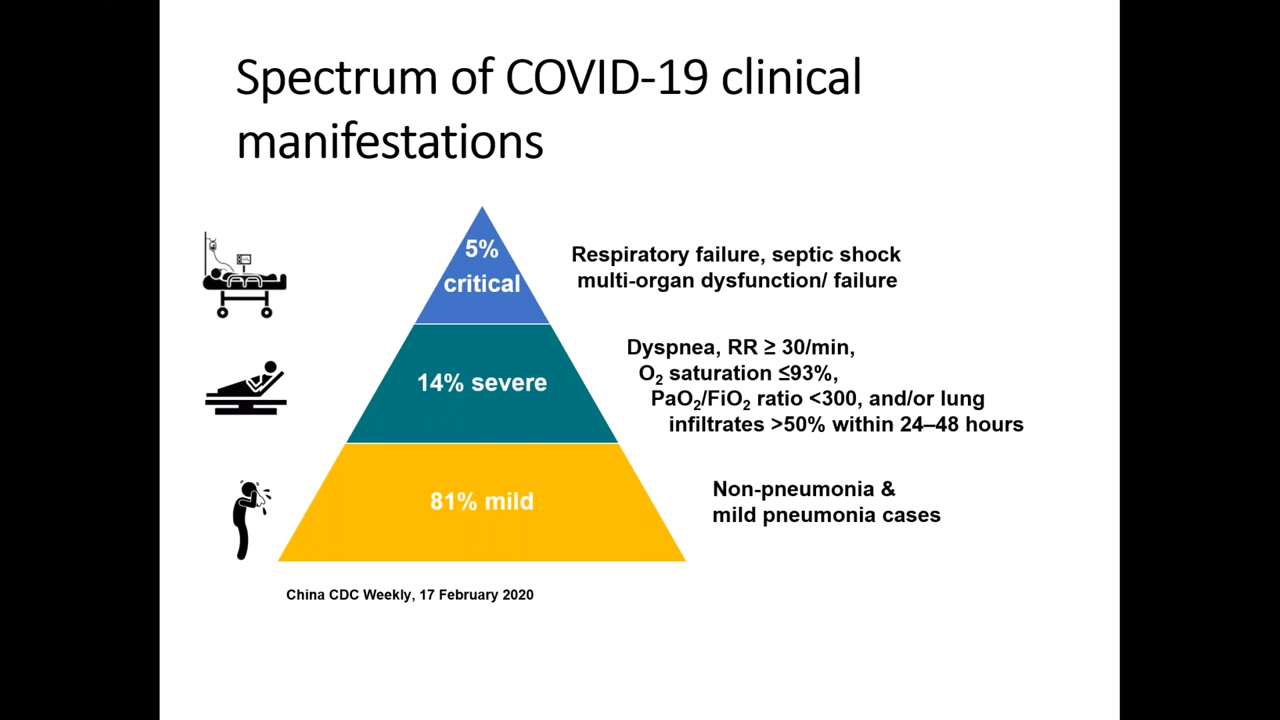 Spectrum of COVID-19 clinical
manifestations
5%
critical
Respiratory failure, septic shock
multi-organ dysfunction/ failure
14% severe
Dyspnea, RR ≥ 30/min,
O₂ saturation ≤93%,
PaO₂/FiO₂ ratio <300, and/or lung
infiltrates >50% within 24–48 hours
81% mild
Non-pneumonia &
mild pneumonia cases
China CDC Weekly, 17 February 2020